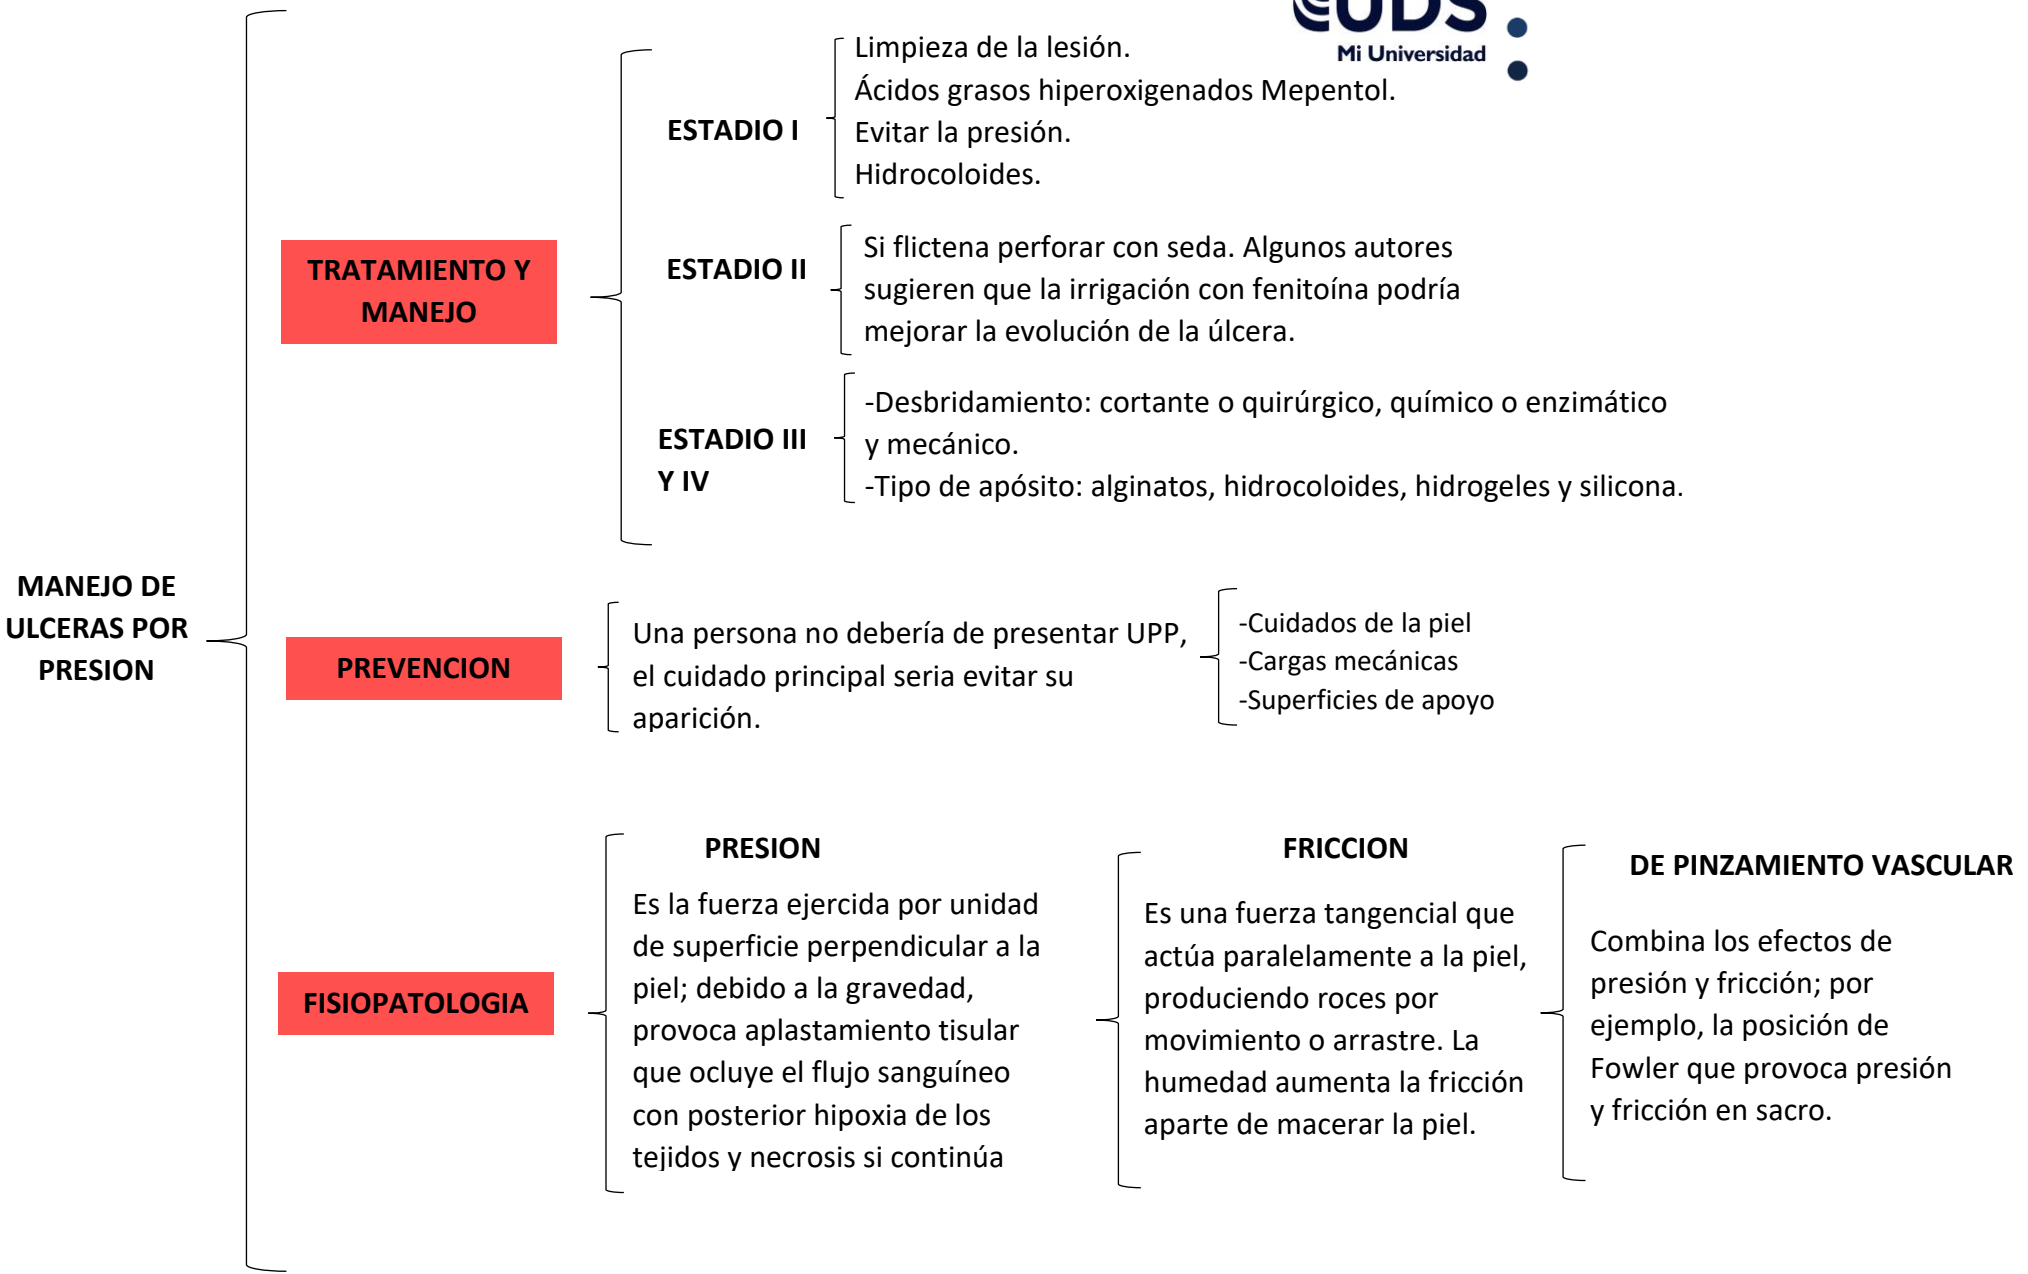 UDS
Mi Universidad
MANEJO DE
ULCERAS POR
PRESION
TRATAMIENTO Y
MANEJO
ESTADIO I
Limpieza de la lesión.
Ácidos grasos hiperoxigenados Mepentol.
Evitar la presión.
Hidrocoloides.
ESTADIO II
Si flictena perforar con seda. Algunos autores
sugieren que la irrigación con fenitoína podría
mejorar la evolución de la úlcera.
ESTADIO III
Y IV
-Desbridamiento: cortante o quirúrgico, químico o enzimático
y mecánico.
-Tipo de apósito: alginatos, hidrocoloides, hidrogeles y silicona.
PREVENCION
Una persona no debería de presentar UPP,
el cuidado principal seria evitar su
aparición.
-Cuidados de la piel
-Cargas mecánicas
-Superficies de apoyo
FISIOPATOLOGIA
PRESION
Es la fuerza ejercida por unidad
de superficie perpendicular a la
piel; debido a la gravedad,
provoca aplastamiento tisular
que ocluye el flujo sanguíneo
con posterior hipoxia de los
tejidos y necrosis si continúa
FRICCION
Es una fuerza tangencial que
actúa paralelamente a la piel,
produciendo roces por
movimiento o arrastre. La
humedad aumenta la fricción
aparte de macerar la piel.
DE PINZAMIENTO VASCULAR
Combina los efectos de
presión y fricción; por
ejemplo, la posición de
Fowler que provoca presión
y fricción en sacro.